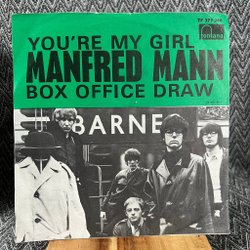 fontana
YOU'RE MY GIRL
MANFRED MANN
BOX OFFICE DRAW
BARNE